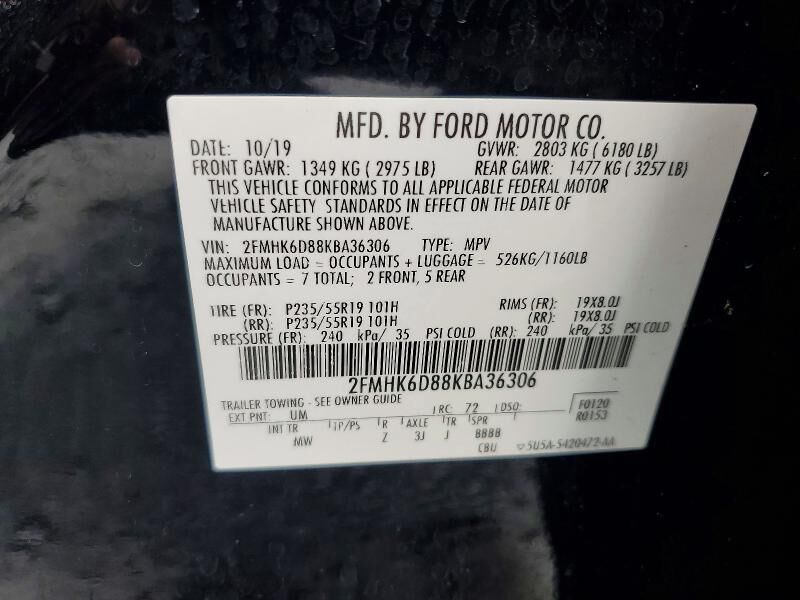 MFD. BY FORD MOTOR CO.
DATE: 10/19 GVWR: 2803 KG ( 6180 LB)
FRONT GAWR: 1349 KG ( 2975 LB) REAR GAWR: 1477 KG ( 3257 LB)
THIS VEHICLE CONFORMS TO ALL APPLICABLE FEDERAL MOTOR
VEHICLE SAFETY STANDARDS IN EFFECT ON THE DATE OF
MANUFACTURE SHOWN ABOVE.
VIN: 2FMHK6D88KBA36306 TYPE: MPV
MAXIMUM LOAD = OCCUPANTS + LUGGAGE = 526KG/1160LB
OCCUPANTS = 7 TOTAL; 2 FRONT, 5 REAR
TIRE (FR): P235/55R19 101H RIMS (FR): 19X8.0J
(RR): P235/55R19 101H (RR): 19X8.0J
PRESSURE (FR): 240 kPa/ 35 PSI COLD (RR): 240 kPa/ 35 PSI COLD
2FMHK6D88KBA36306
TRAILER TOWING - SEE OWNER GUIDE
EXT PNT: UM RC: 72 DSO: F0120
R0153
INT TR TP/PS R AXLE TR SPR
MW Z 3J J BBBB
CBU 5U5A-5420472-AA